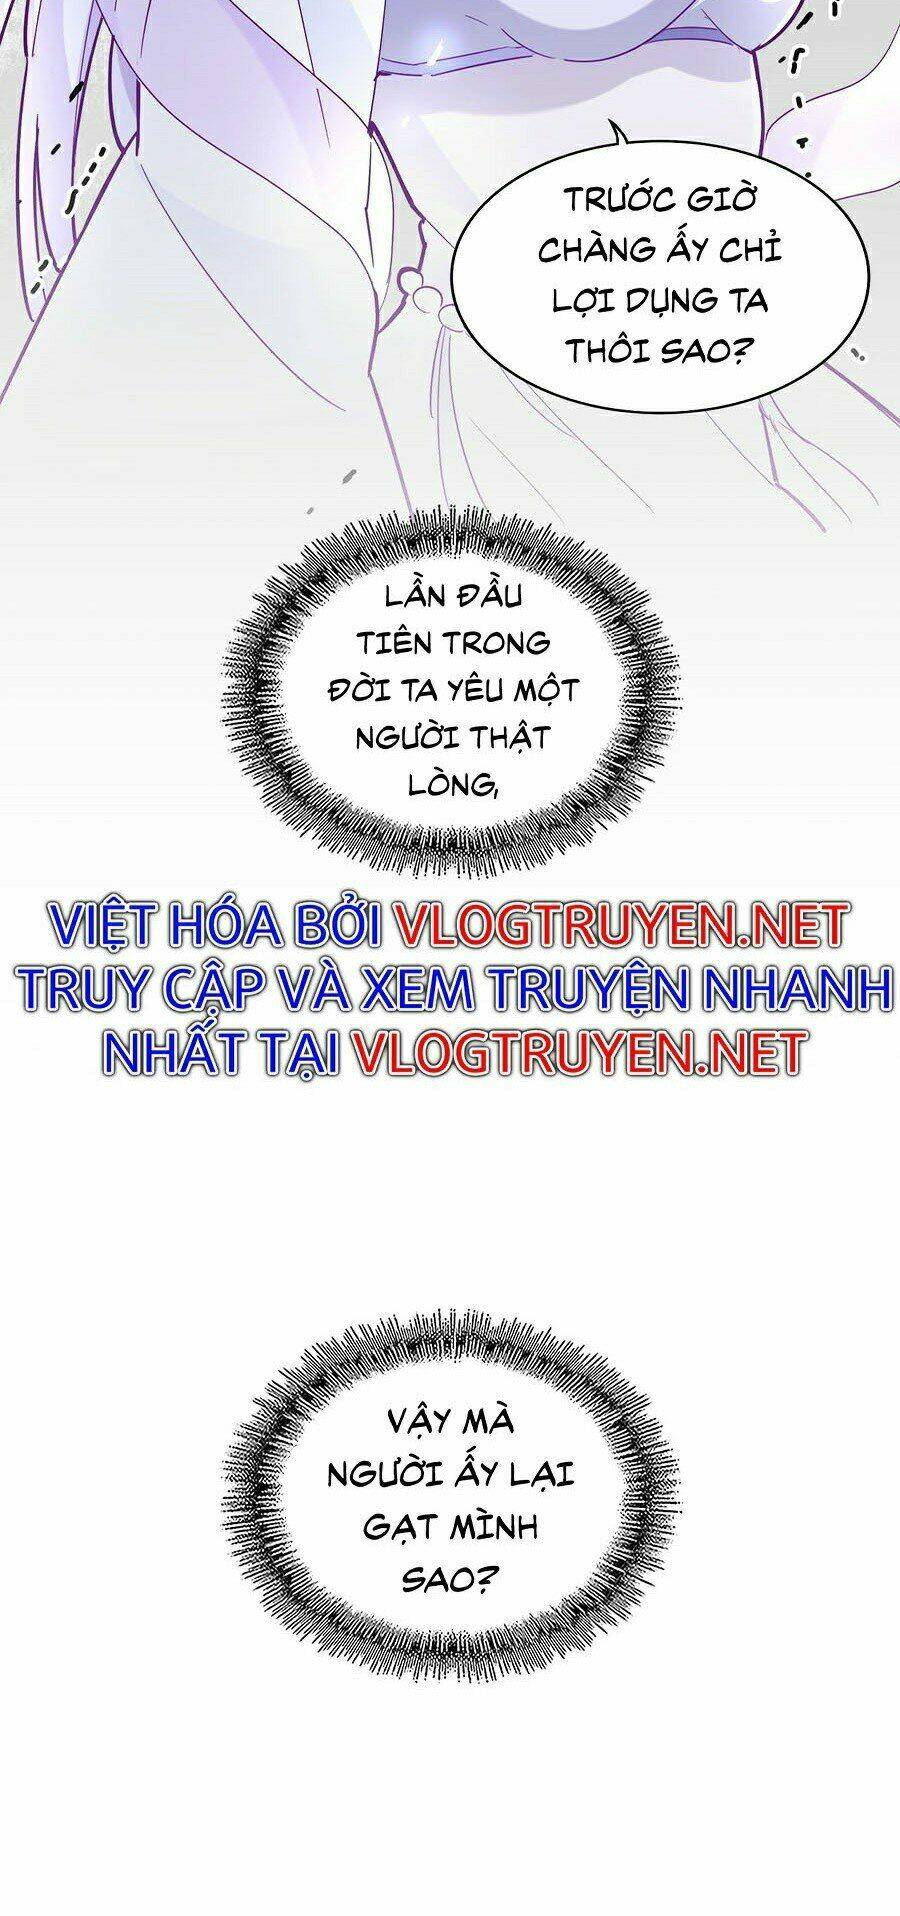 TRƯỚC GIỜ
CHÀNG ẤY CHỈ
LỢI DỤNG TA
THÔI SAO?
LẦN ĐẦU
TIÊN TRONG
ĐỜI TA YÊU MỘT
NGƯỜI THẬT
LÒNG,
VIỆT HÓA BỞI VLOGTRUYEN.NET
TRUY CẬP VÀ XEM TRUYỆN NHANH
NHẤT TẠI VLOGTRUYEN.NET
VẬY MÀ
NGƯỜI ẤY LẠI
GẠT MÌNH
SAO?